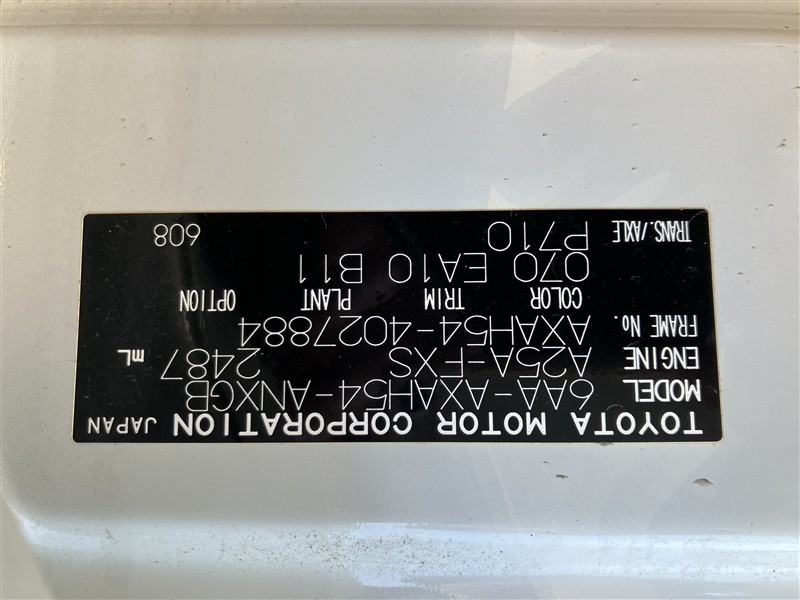 TOYOTA MOTOR CORPORATION JAPAN
MODEL 6AA-AXAH54-ANXGB
ENGINE A25A-FXS 2487 mL
FRAME No. AXAH54-4027884
COLOR TRIM PLANT OPTION
070 EA10 B11
TRANS./AXLE P710 608